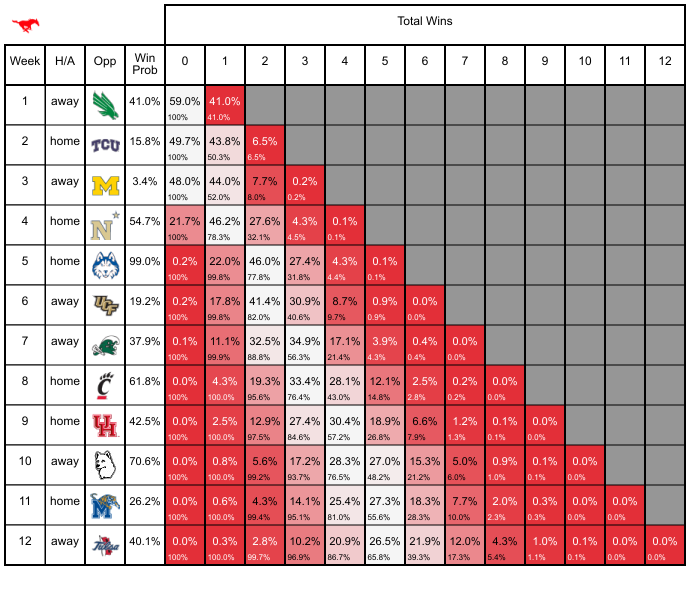 Total Wins
Week H/A Opp Win Prob 0 1 2 3 4 5 6 7 8 9 10 11 12
1 away 41.0% 59.0% 41.0%
100% 41.0%
2 home TCU 15.8% 49.7% 43.8% 6.5%
100% 50.3% 6.5%
3 away M 3.4% 48.0% 44.0% 7.7% 0.2%
100% 52.0% 8.0% 0.2%
4 home N 54.7% 21.7% 46.2% 27.6% 4.3% 0.1%
100% 78.3% 32.1% 4.5% 0.1%
5 home 99.0% 0.2% 22.0% 46.0% 27.4% 4.3% 0.1%
100% 99.8% 77.8% 31.8% 4.4% 0.1%
6 away UCF 19.2% 0.2% 17.8% 41.4% 30.9% 8.7% 0.9% 0.0%
100% 99.8% 82.0% 40.6% 9.7% 0.9% 0.0%
7 away 37.9% 0.1% 11.1% 32.5% 34.9% 17.1% 3.9% 0.4% 0.0%
100% 99.9% 88.8% 56.3% 21.4% 4.3% 0.4% 0.0%
8 home C 61.8% 0.0% 4.3% 19.3% 33.4% 28.1% 12.1% 2.5% 0.2% 0.0%
100% 100.0% 95.6% 76.4% 43.0% 14.8% 2.8% 0.2% 0.0%
9 home UH 42.5% 0.0% 2.5% 12.9% 27.4% 30.4% 18.9% 6.6% 1.2% 0.1% 0.0%
100% 100.0% 97.5% 84.6% 57.2% 26.8% 7.9% 1.3% 0.1% 0.0%
10 away 70.6% 0.0% 0.8% 5.6% 17.2% 28.3% 27.0% 15.3% 5.0% 0.9% 0.1% 0.0%
100% 100.0% 99.2% 93.7% 76.5% 48.2% 21.2% 6.0% 1.0% 0.1% 0.0%
11 home M 26.2% 0.0% 0.6% 4.3% 14.1% 25.4% 27.3% 18.3% 7.7% 2.0% 0.3% 0.0% 0.0%
100% 100.0% 99.4% 95.1% 81.0% 55.6% 28.3% 10.0% 2.3% 0.3% 0.0% 0.0%
12 away Tulsa 40.1% 0.0% 0.3% 2.8% 10.2% 20.9% 26.5% 21.9% 12.0% 4.3% 1.0% 0.1% 0.0% 0.0%
100% 100.0% 99.7% 96.9% 86.7% 65.8% 39.3% 17.3% 5.4% 1.1% 0.1% 0.0% 0.0%